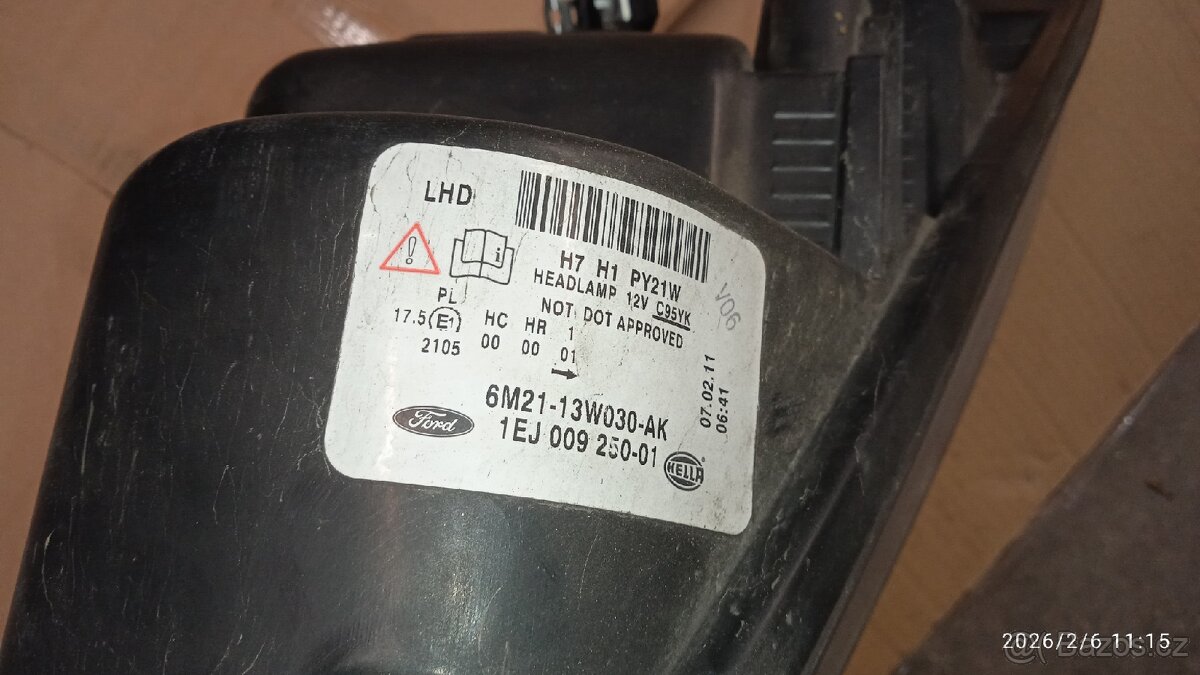 LHD
H7 H1 PY21W
HEADLAMP 12V C95YK
NOT DOT APPROVED
PL
17.5 E1 HC HR 1
2105 00 00 01
V06
07.02.11
06:41
6M21-13W030-AK
1EJ 009 250-01
Ford
HELLA
2026/2/6 11:15
Bazos.cz